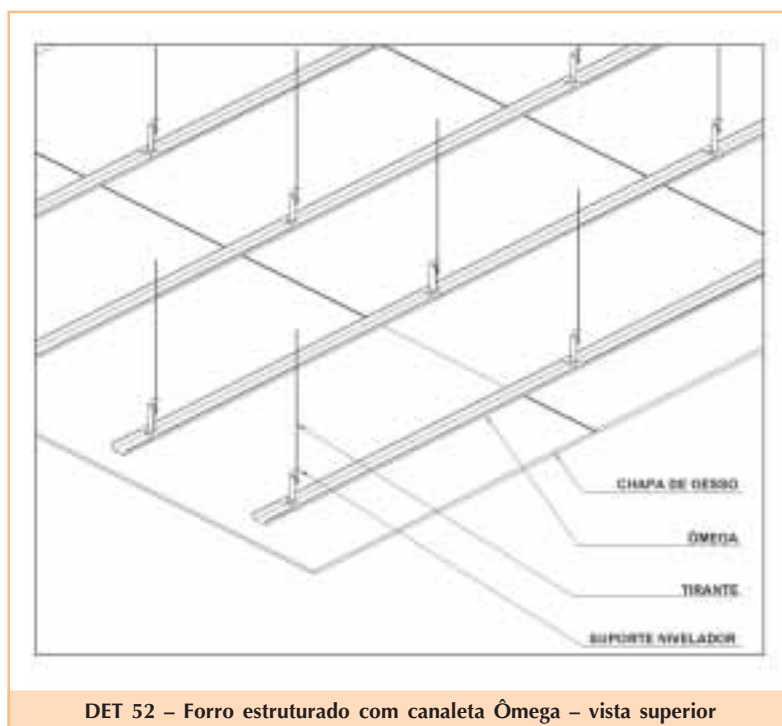 CHAPA DE GESSO
ÔMEGA
TIRANTE
SUPORTE NIVELADOR
DET 52 – Forro estruturado com canaleta Ômega – vista superior